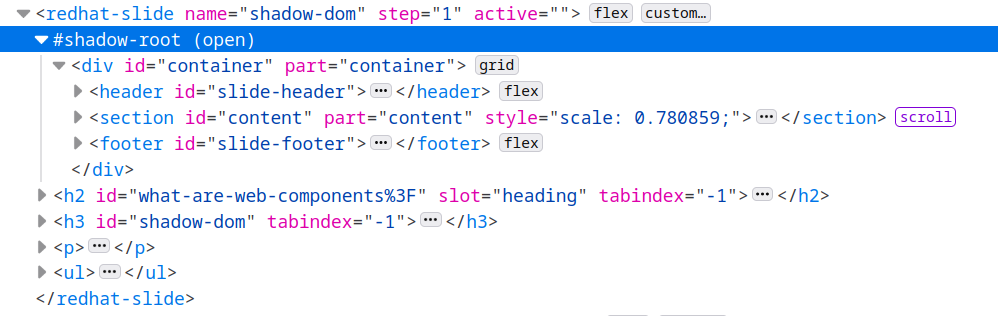 <redhat-slide name="shadow-dom" step="1" active=""> flex custom…
#shadow-root (open)
<div id="container" part="container"> grid
<header id="slide-header">•••</header> flex
<section id="content" part="content" style="scale: 0.780859;">•••</section> scroll
<footer id="slide-footer">•••</footer> flex
</div>
<h2 id="what-are-web-components%3F" slot="heading" tabindex="-1">•••</h2>
<h3 id="shadow-dom" tabindex="-1">•••</h3>
<p>•••</p>
<ul>•••</ul>
</redhat-slide>